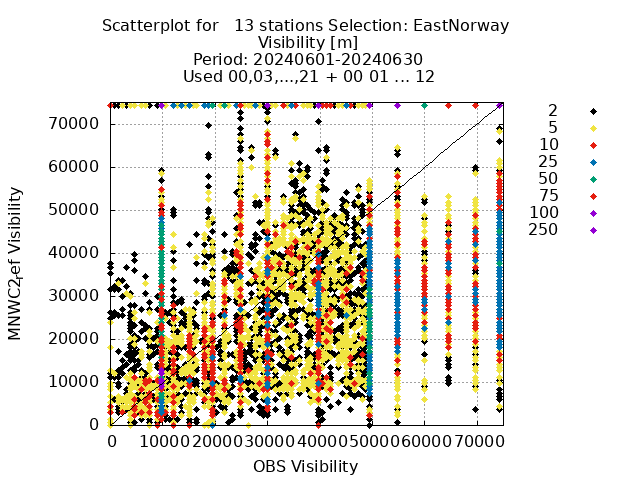 Scatterplot for   13 stations Selection: EastNorway
Visibility [m]
Period: 20240601-20240630
Used 00,03,...,21 + 00 01 ... 12
MNWC2_ref Visibility
70000
60000
50000
40000
30000
20000
10000
0
0 10000 20000 30000 40000 50000 60000 70000
OBS Visibility
2
5
10
25
50
75
100
250